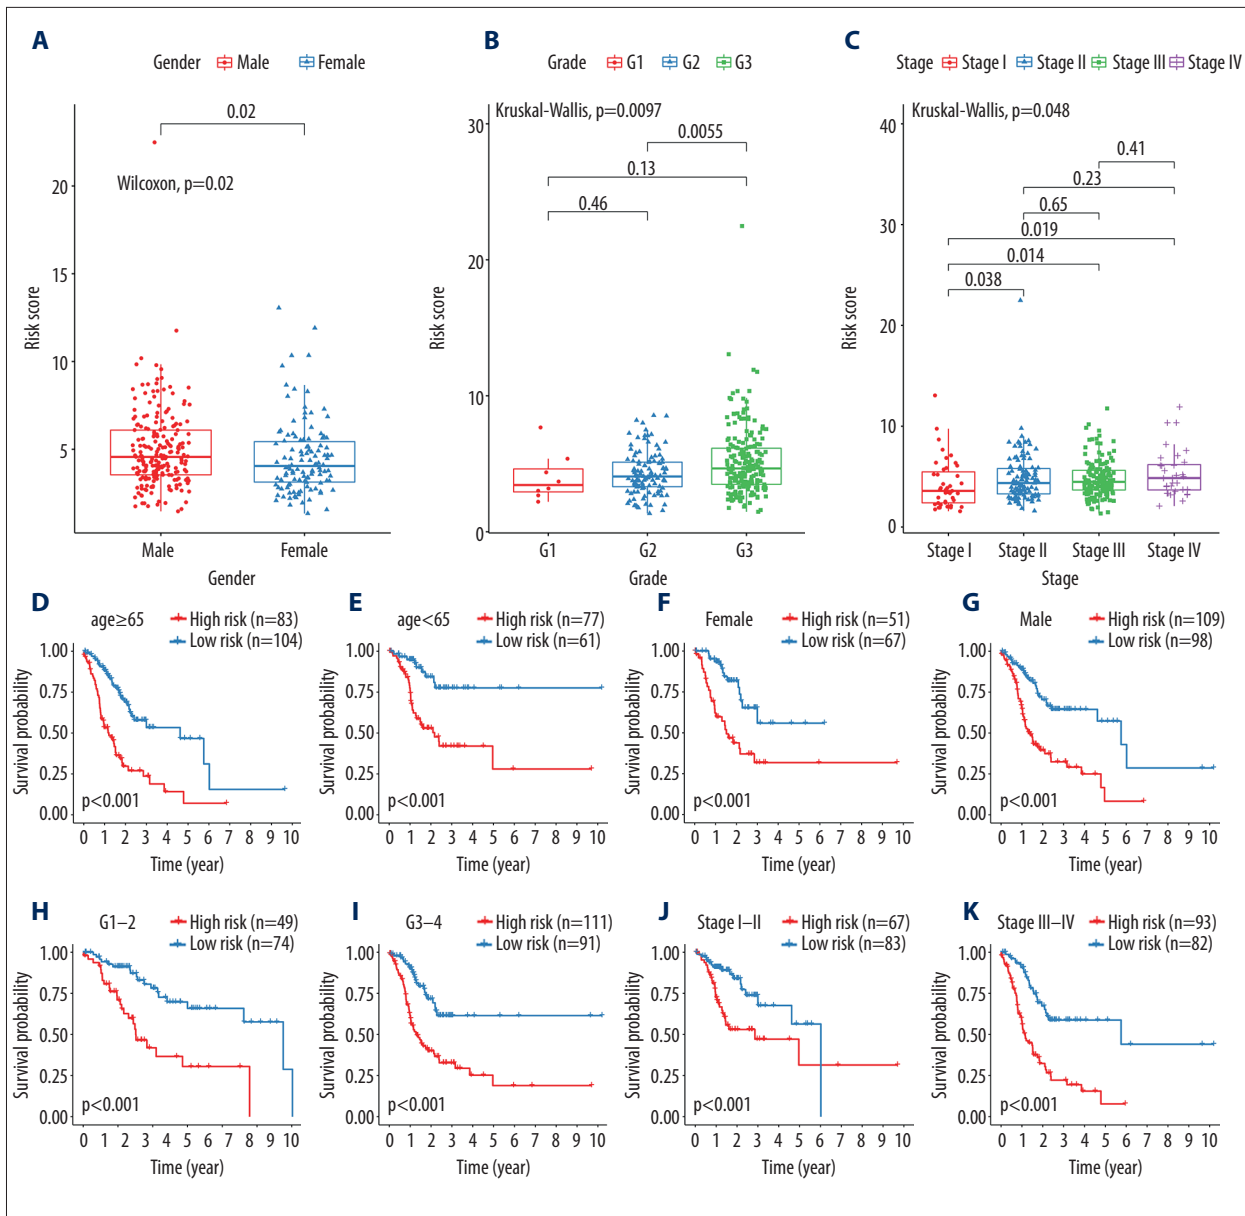 A
Gender Male Female
0.02
Wilcoxon, p=0.02
Risk score
20
15
10
5
Male Female
Gender
B
Grade G1 G2 G3
Kruskal-Wallis, p=0.0097
0.0055
0.13
0.46
Risk score
30
20
10
0
G1 G2 G3
Grade
C
Stage Stage I Stage II Stage III Stage IV
Kruskal-Wallis, p=0.048
0.41
0.23
0.65
0.019
0.014
0.038
Risk score
40
30
20
10
0
Stage I Stage II Stage III Stage IV
Stage
D
age≥65
High risk (n=83)
Low risk (n=104)
Survival probability
1.00
0.75
0.50
0.25
0.00
p<0.001
0 1 2 3 4 5 6 7 8 9 10
Time (year)
E
age<65
High risk (n=77)
Low risk (n=61)
Survival probability
1.00
0.75
0.50
0.25
0.00
p<0.001
0 1 2 3 4 5 6 7 8 9 10
Time (year)
F
Female
High risk (n=51)
Low risk (n=67)
Survival probability
1.00
0.75
0.50
0.25
0.00
p<0.001
0 1 2 3 4 5 6 7 8 9 10
Time (year)
G
Male
High risk (n=109)
Low risk (n=98)
Survival probability
1.00
0.75
0.50
0.25
0.00
p<0.001
0 1 2 3 4 5 6 7 8 9 10
Time (year)
H
G1–2
High risk (n=49)
Low risk (n=74)
Survival probability
1.00
0.75
0.50
0.25
0.00
p<0.001
0 1 2 3 4 5 6 7 8 9 10
Time (year)
I
G3–4
High risk (n=111)
Low risk (n=91)
Survival probability
1.00
0.75
0.50
0.25
0.00
p<0.001
0 1 2 3 4 5 6 7 8 9 10
Time (year)
J
Stage I–II
High risk (n=67)
Low risk (n=83)
Survival probability
1.00
0.75
0.50
0.25
0.00
p<0.001
0 1 2 3 4 5 6 7 8 9 10
Time (year)
K
Stage III–IV
High risk (n=93)
Low risk (n=82)
Survival probability
1.00
0.75
0.50
0.25
0.00
p<0.001
0 1 2 3 4 5 6 7 8 9 10
Time (year)